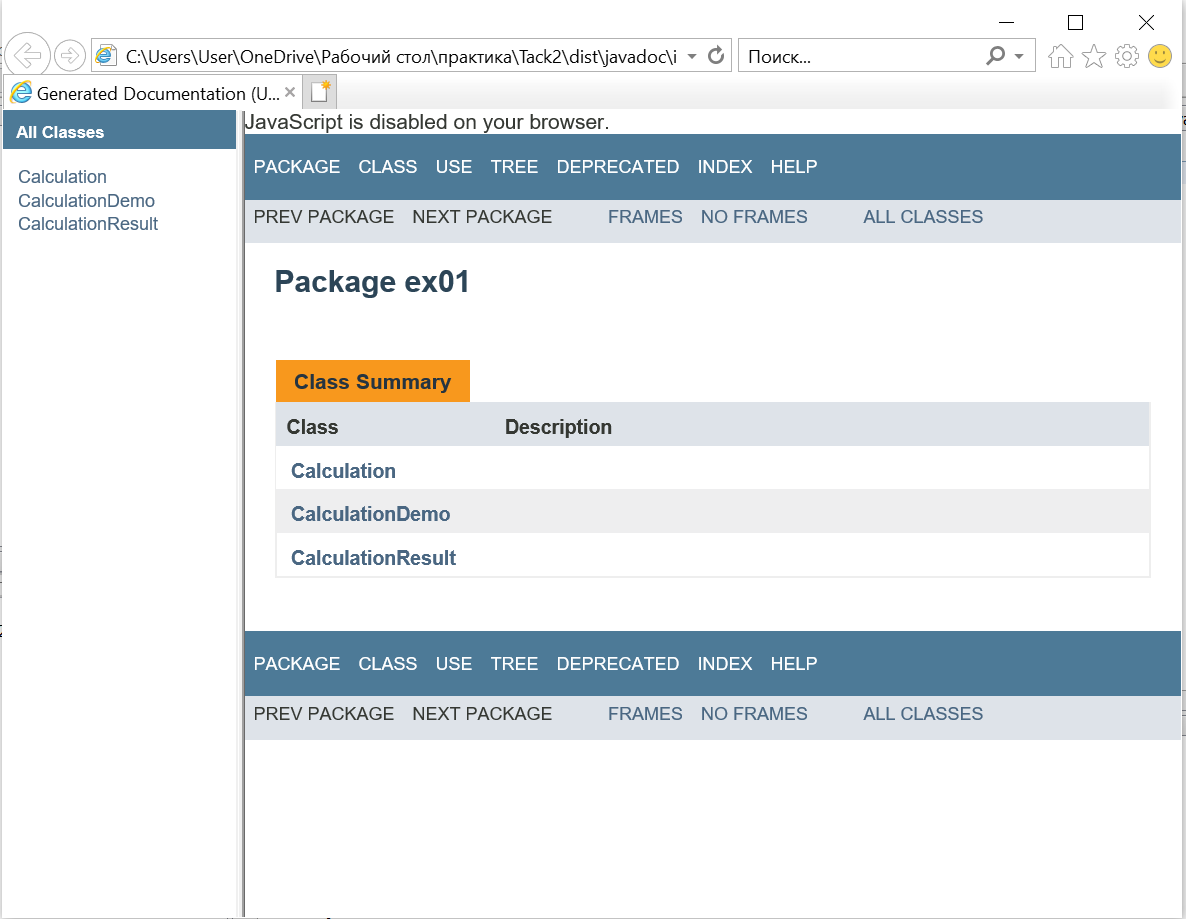 C:\Users\User\OneDrive\Рабочий стол\практика\Tack2\dist\javadoc\i
Поиск...
Generated Documentation (U...
All Classes
Calculation
CalculationDemo
CalculationResult
JavaScript is disabled on your browser.
PACKAGE CLASS USE TREE DEPRECATED INDEX HELP
PREV PACKAGE NEXT PACKAGE FRAMES NO FRAMES ALL CLASSES
Package ex01
Class Summary
Class Description
Calculation
CalculationDemo
CalculationResult
PACKAGE CLASS USE TREE DEPRECATED INDEX HELP
PREV PACKAGE NEXT PACKAGE FRAMES NO FRAMES ALL CLASSES